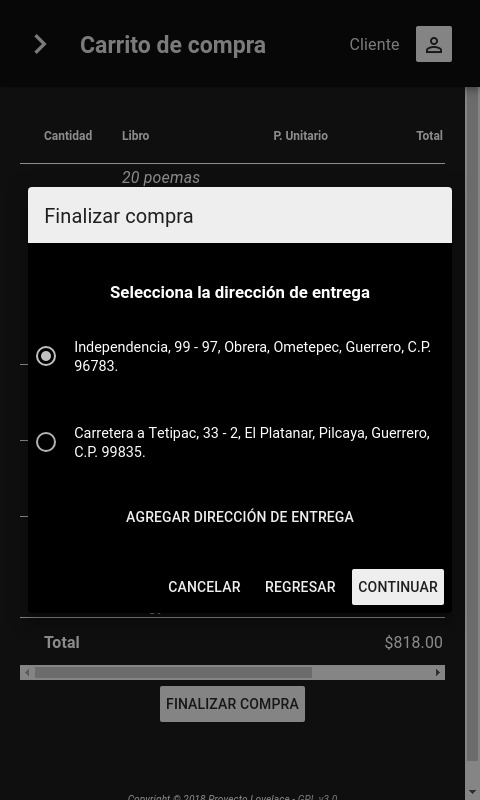 Carrito de compra
Cliente
Cantidad Libro P. Unitario Total
20 poemas
Finalizar compra
Selecciona la dirección de entrega
Independencia, 99 - 97, Obrera, Ometepec, Guerrero, C.P.
96783.
Carretera a Tetipac, 33 - 2, El Platanar, Pilcaya, Guerrero,
C.P. 99835.
AGREGAR DIRECCIÓN DE ENTREGA
CANCELAR REGRESAR CONTINUAR
Total $818.00
FINALIZAR COMPRA
Copyright © 2018 Proyecto Lovelace - GPL v3.0